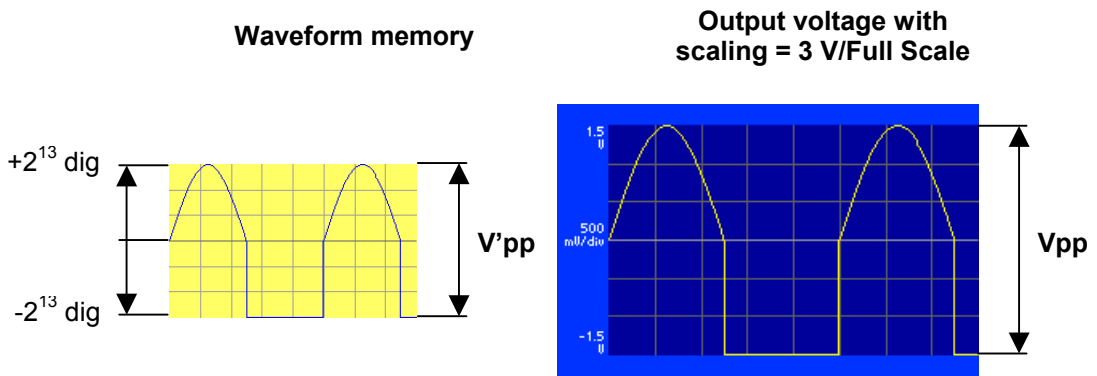 Waveform memory
Output voltage with
scaling = 3 V/Full Scale
+2¹³ dig
-2¹³ dig
V'pp
1.5
V
500
mV/div
-1.5
V
Vpp